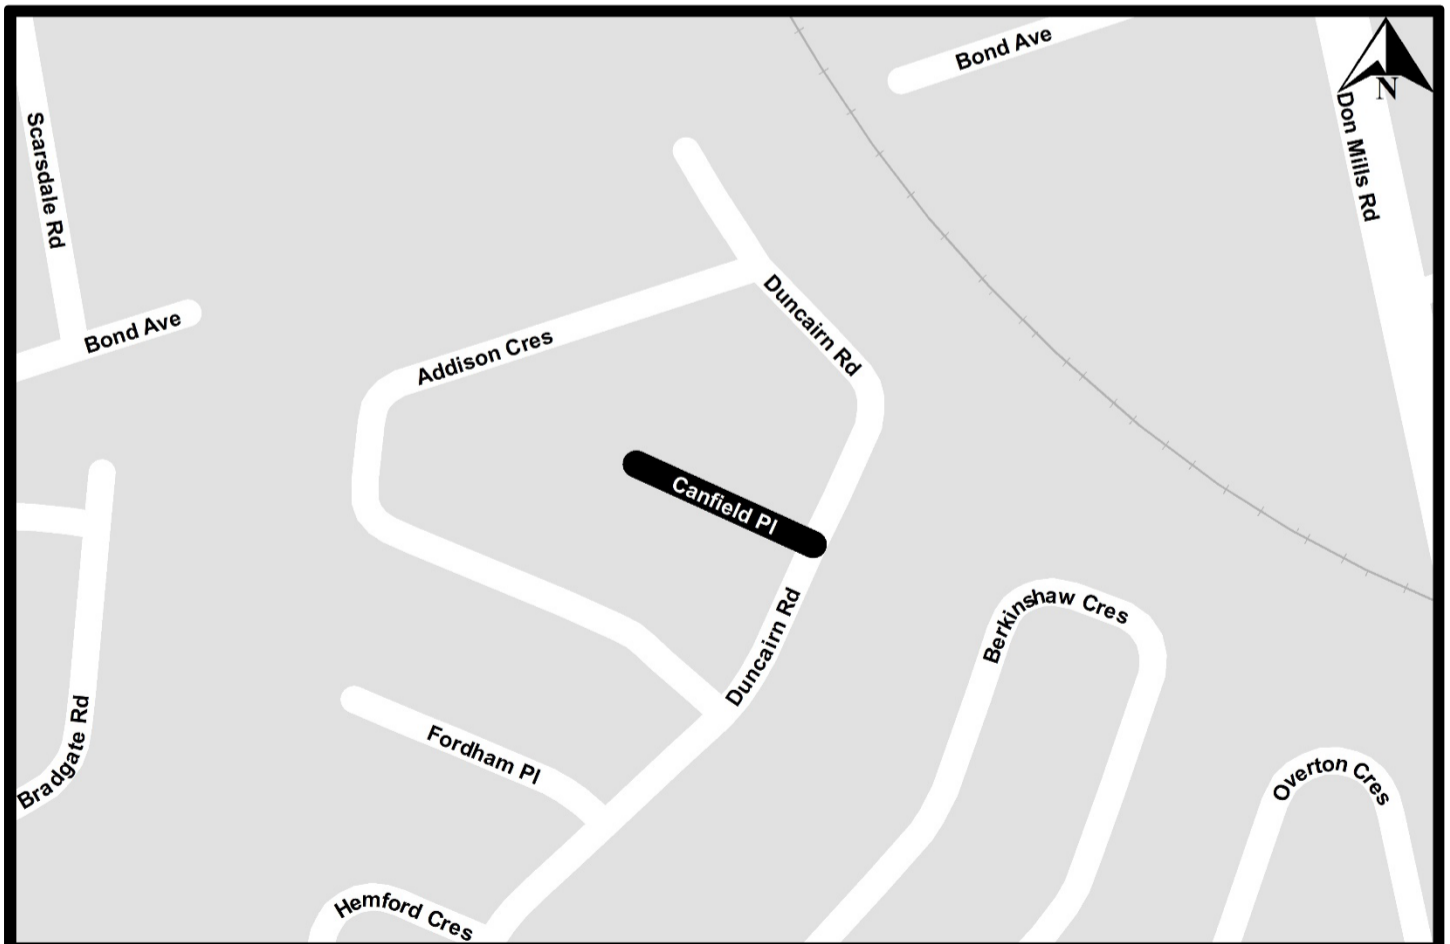 Bond Ave
N
Don Mills Rd
Scarsdale Rd
Duncairn Rd
Bond Ave
Addison Cres
Canfield Pl
Duncairn Rd
Berkinshaw Cres
Bradgate Rd
Fordham Pl
Overton Cres
Hemford Cres